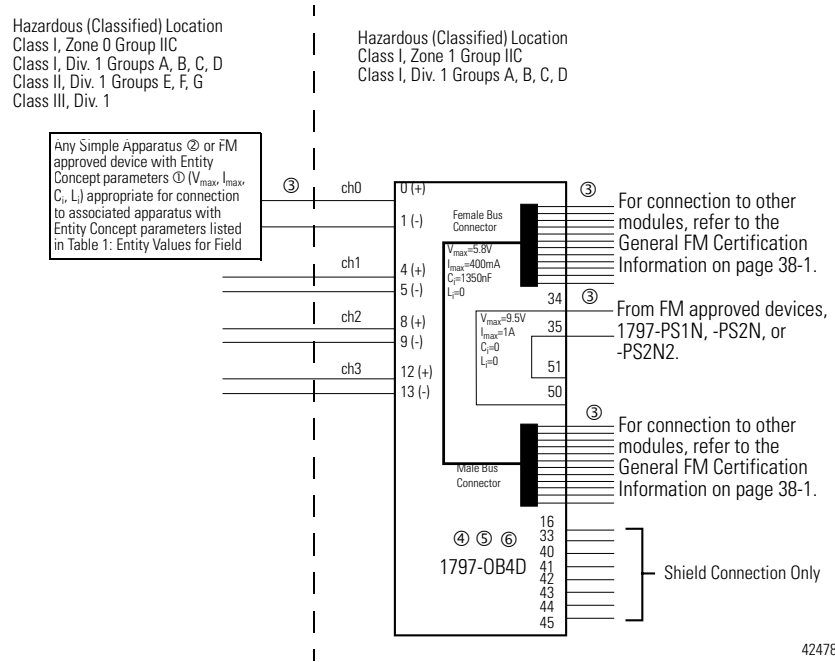 Hazardous (Classified) Location
Class I, Zone 0 Group IIC
Class I, Div. 1 Groups A, B, C, D
Class II, Div. 1 Groups E, F, G
Class III, Div. 1
Hazardous (Classified) Location
Class I, Zone 1 Group IIC
Class I, Div. 1 Groups A, B, C, D
Any Simple Apparatus ② or FM
approved device with Entity
Concept parameters ① (Vmax, Imax,
Ci, Li) appropriate for connection
to associated apparatus with
Entity Concept parameters listed
in Table 1: Entity Values for Field
③
ch0
0 (+)
1 (-)
ch1
4 (+)
5 (-)
ch2
8 (+)
9 (-)
ch3
12 (+)
13 (-)
Female Bus
Connector
Vmax=5.8V
Imax=400mA
Ci=1350nF
Li=0
③
For connection to other
modules, refer to the
General FM Certification
Information on page 38-1.
34
35
51
50
Vmax=9.5V
Imax=1A
Ci=0
Li=0
③
From FM approved devices,
1797-PS1N, -PS2N, or
-PS2N2.
③
For connection to other
modules, refer to the
General FM Certification
Information on page 38-1.
Male Bus
Connector
④ ⑤ ⑥
1797-OB4D
16
33
40
41
42
43
44
45
Shield Connection Only
42478